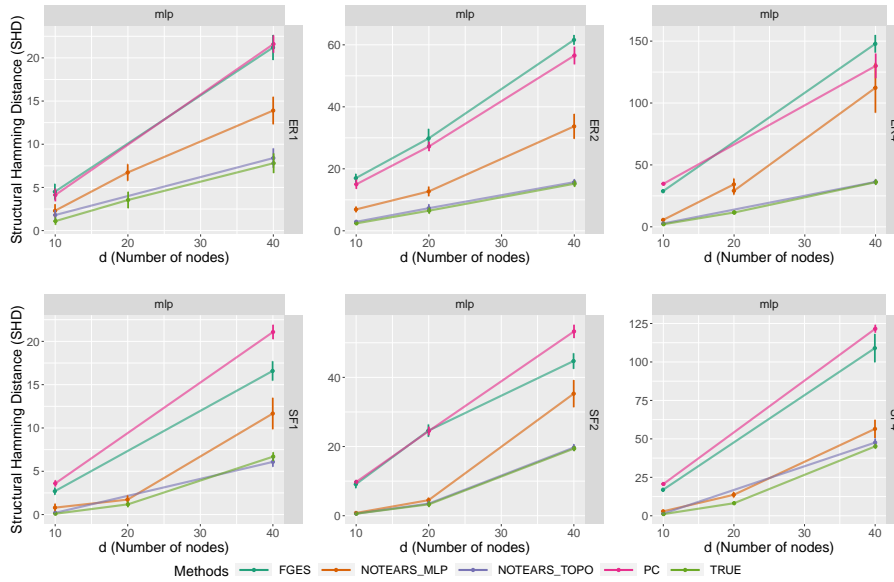 mlp
mlp
mlp
Structural Hamming Distance (SHD)
0
5
10
15
20
10
20
30
40
d (Number of nodes)
ER1
0
20
40
60
10
20
30
40
d (Number of nodes)
ER2
0
50
100
150
10
20
30
40
d (Number of nodes)
mlp
mlp
mlp
Structural Hamming Distance (SHD)
0
5
10
15
20
10
20
30
40
d (Number of nodes)
SF1
0
20
40
10
20
30
40
d (Number of nodes)
SF2
0
25
50
75
100
125
10
20
30
40
d (Number of nodes)
Methods FGES NOTEARS_MLP NOTEARS_TOPO PC TRUE